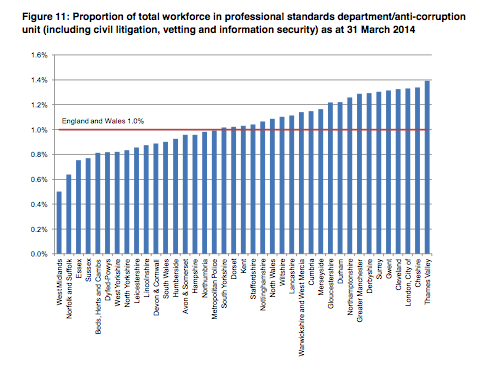 Figure 11: Proportion of total workforce in professional standards department/anti-corruption
unit (including civil litigation, vetting and information security) as at 31 March 2014
1.6%
1.4%
1.2%
1.0%
0.8%
0.6%
0.4%
0.2%
0.0%
England and Wales 1.0%
West Midlands
Norfolk and Suffolk
Essex
Sussex
Beds, Herts and Cambs
Dyfed-Powys
West Yorkshire
North Yorkshire
Leicestershire
Lincolnshire
Devon & Cornwall
South Wales
Humberside
Avon & Somerset
Hampshire
Northumbria
Metropolitan Police
South Yorkshire
Dorset
Kent
Staffordshire
Nottinghamshire
North Wales
Wiltshire
Lancashire
Warwickshire and West Mercia
Cumbria
Merseyside
Gloucestershire
Durham
Northamptonshire
Greater Manchester
Derbyshire
Surrey
Gwent
Cleveland
London, City of
Cheshire
Thames Valley